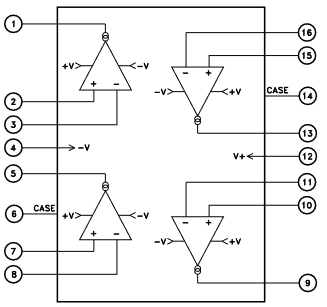 1
16
+V -V
15
- +
2
+ -
-V +V
CASE
14
3
13
4
-V
V+
12
5
11
CASE
6
10
- +
+V -V
7
+ -
-V +V
8
9